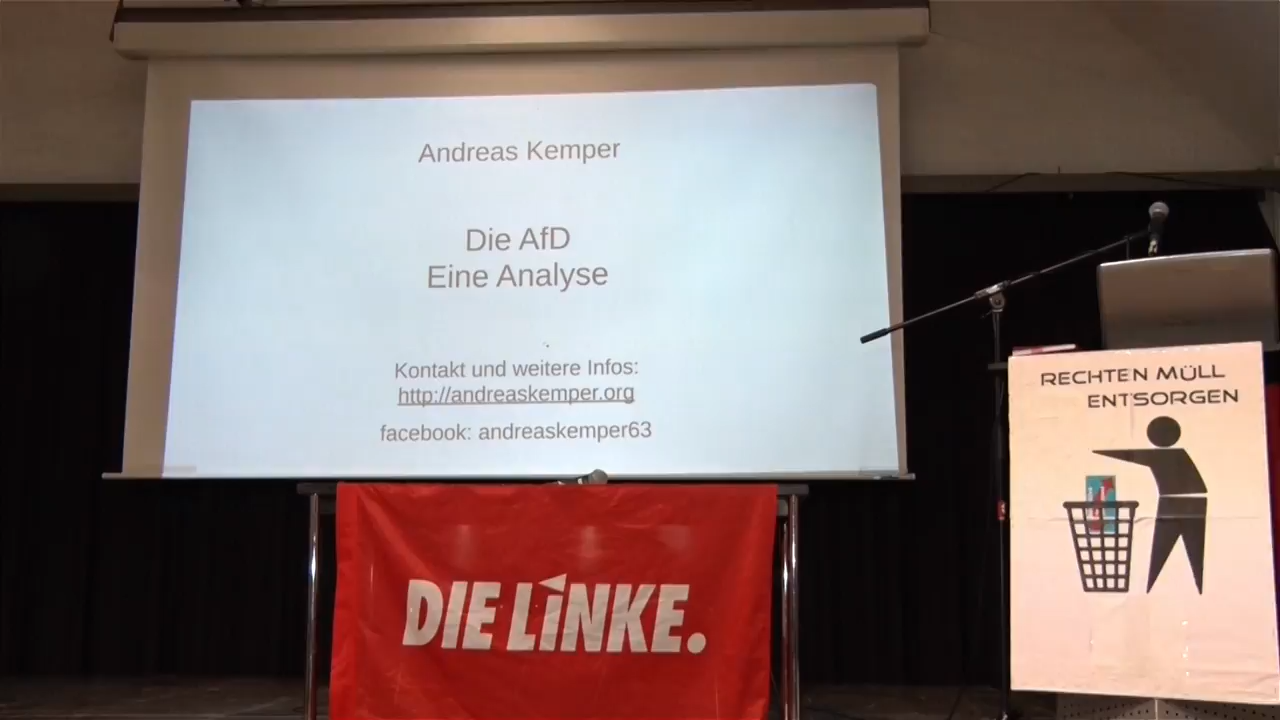 Andreas Kemper
Die AfD
Eine Analyse
Kontakt und weitere Infos:
http://andreaskemper.org
facebook: andreaskemper63
DIE LINKE.
RECHTEN MÜLL
ENTSORGEN